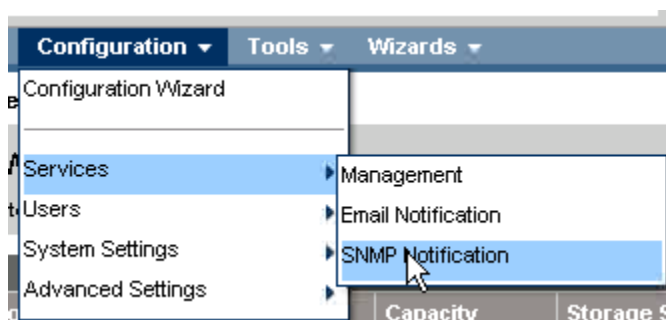 Configuration Tools Wizards
Configuration Wizard
Services
Management
Users
Email Notification
System Settings
SNMP Notification
Advanced Settings
Capacity
Storage S